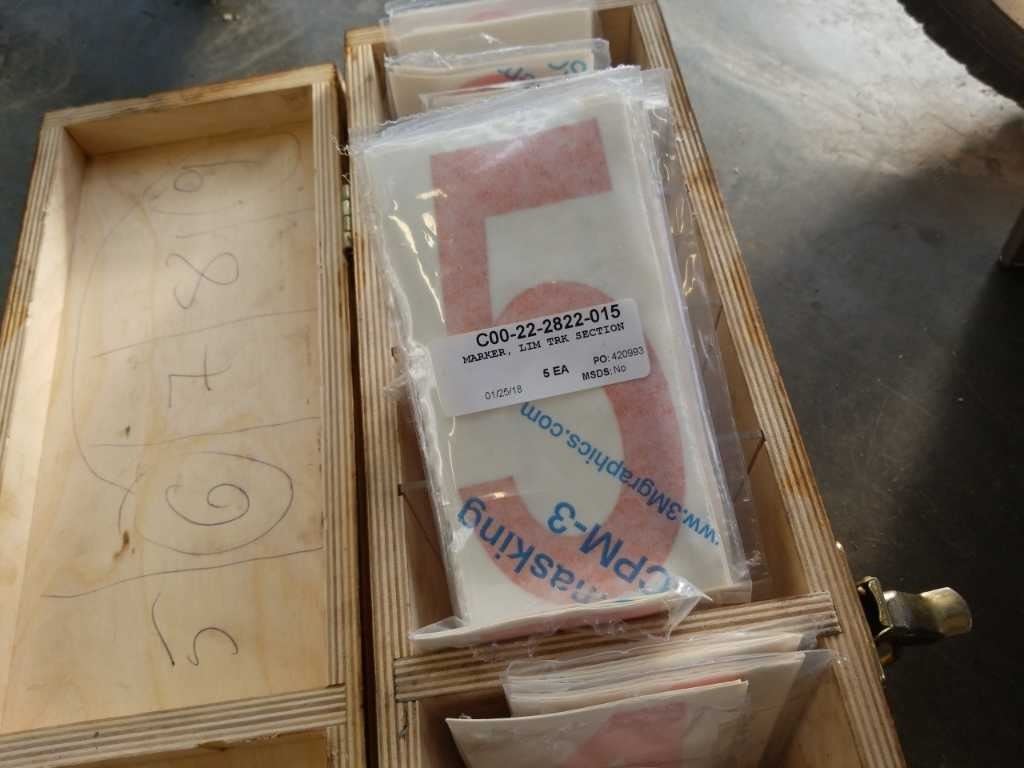 5
C00-22-2822-015
MARKER, LIM TRK SECTION
5 EA
PO: 420993
01/25/18
MSDS: No
www.3Mgraphics.com
CPM-3
masking
9
8
7
6
5